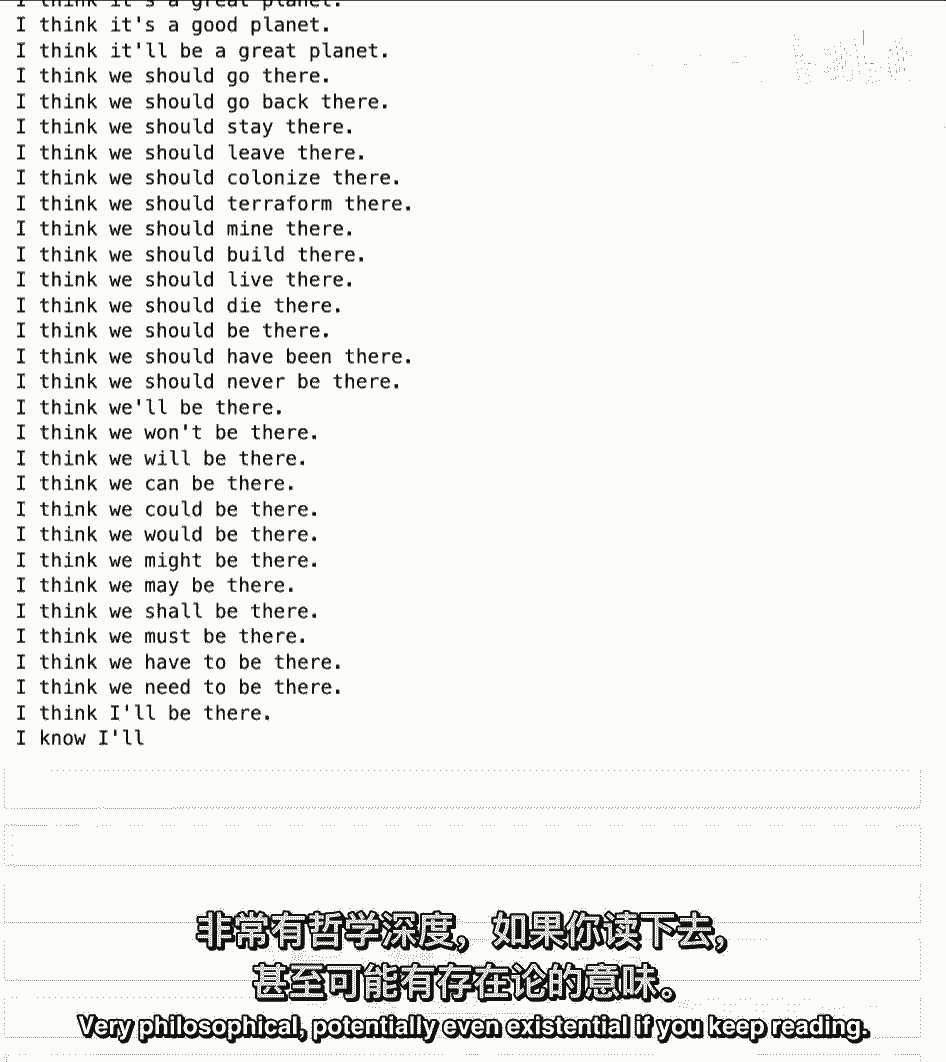 I think it's a great planet.
I think it's a good planet.
I think it'll be a great planet.
I think we should go there.
I think we should go back there.
I think we should stay there.
I think we should leave there.
I think we should colonize there.
I think we should terraform there.
I think we should mine there.
I think we should build there.
I think we should live there.
I think we should die there.
I think we should be there.
I think we should have been there.
I think we should never be there.
I think we'll be there.
I think we won't be there.
I think we will be there.
I think we can be there.
I think we could be there.
I think we would be there.
I think we might be there.
I think we may be there.
I think we shall be there.
I think we must be there.
I think we have to be there.
I think we need to be there.
I think I'll be there.
I know I'll
非常有哲学深度，如果你读下去，
甚至可能有存在论的意味。
Very philosophical, potentially even existential if you keep reading.